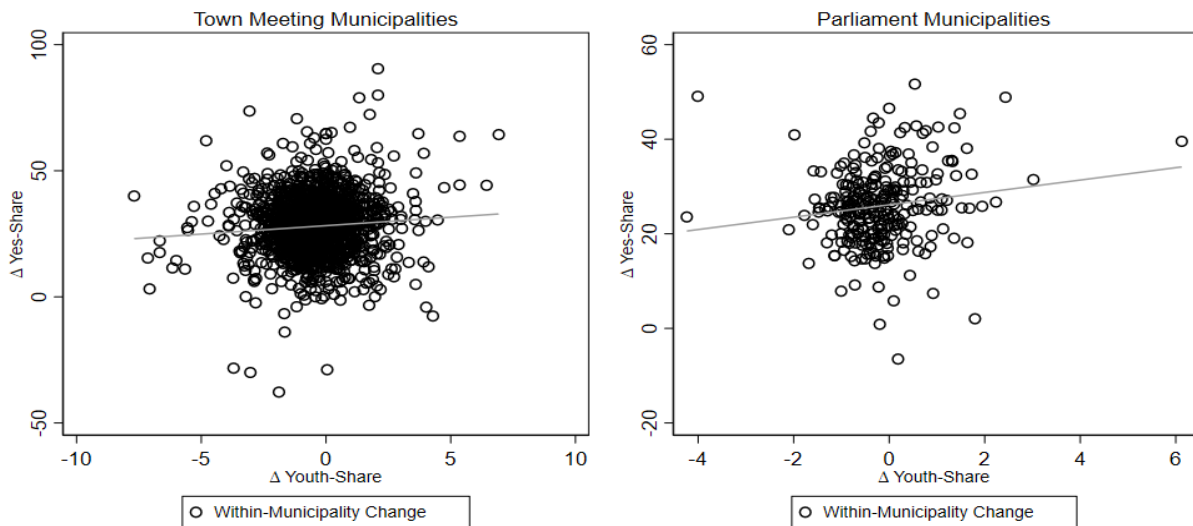 Town Meeting Municipalities
100
50
0
-50
Δ Yes-Share
-10
-5
0
5
10
Δ Youth-Share
Within-Municipality Change
Parliament Municipalities
60
40
20
0
-20
Δ Yes-Share
-4
-2
0
2
4
6
Δ Youth-Share
Within-Municipality Change